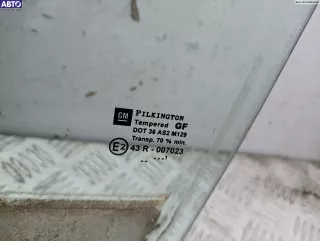 АВТО
GM PILKINGTON
Tempered GF
DOT 36 AS2 M129
Transp. 70 % min.
E2 43 R - 007023